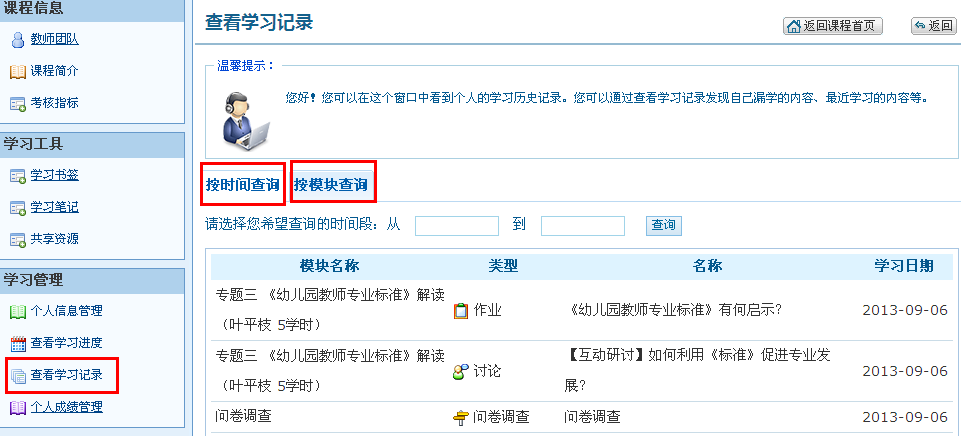 课程信息
教师团队
课程简介
考核指标
学习工具
学习书签
学习笔记
共享资源
学习管理
个人信息管理
查看学习进度
查看学习记录
个人成绩管理
查看学习记录
返回课程首页 返回
温馨提示：
您好！您可以在这个窗口中看到个人的学习历史记录。您可以通过查看学习记录发现自己漏学的内容、最近学习的内容等。
按时间查询 按模块查询
请选择您希望查询的时间段：从 到 查询
模块名称 类型 名称 学习日期
专题三 《幼儿园教师专业标准》解读
（叶平枝 5学时） 作业 《幼儿园教师专业标准》有何启示？ 2013-09-06
专题三 《幼儿园教师专业标准》解读 【互动研讨】如何利用《标准》促进专业发
（叶平枝 5学时） 讨论 展？ 2013-09-06
问卷调查 问卷调查 问卷调查 2013-09-06